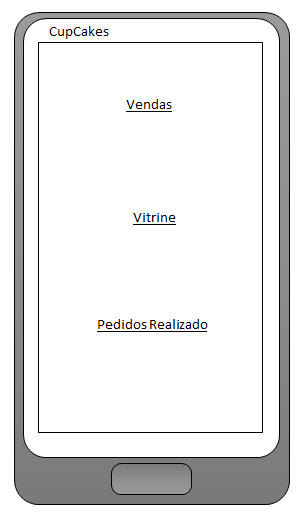 CupCakes
Vendas
Vitrine
Pedidos Realizado